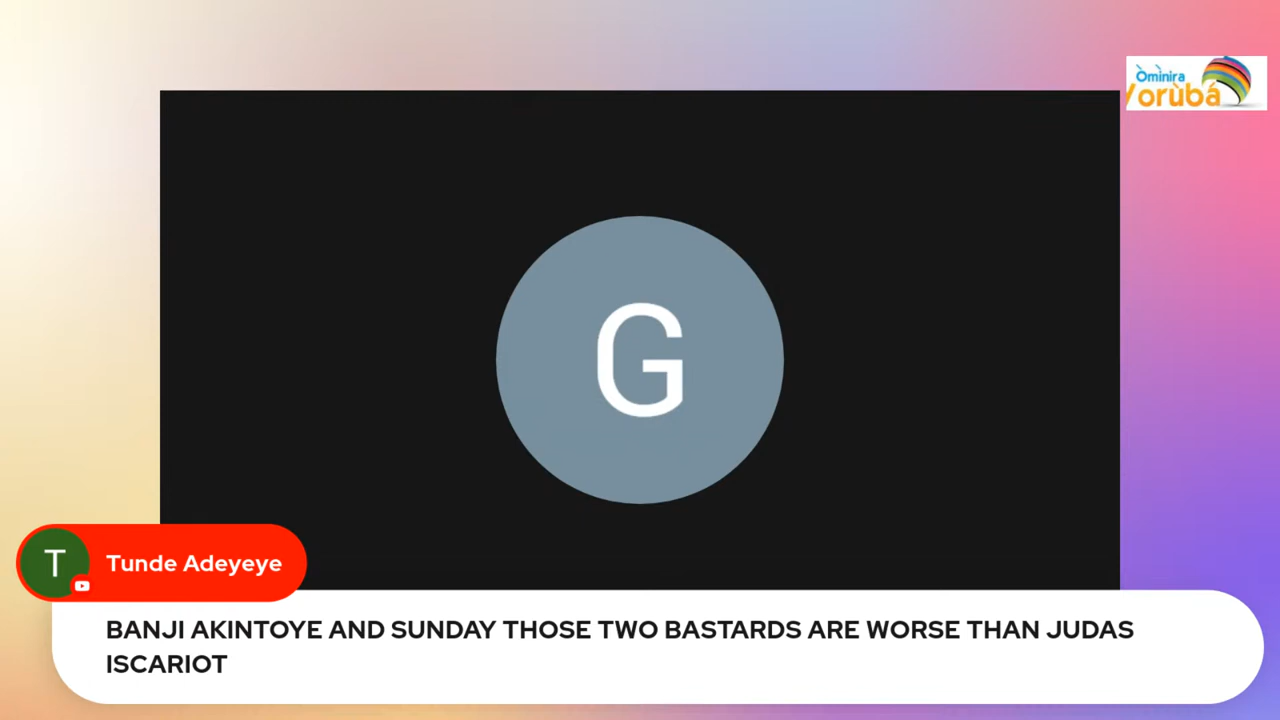 Òmìnira
Yorùbá
G
T
Tunde Adeyeye
BANJI AKINTOYE AND SUNDAY THOSE TWO BASTARDS ARE WORSE THAN JUDAS
ISCARIOT